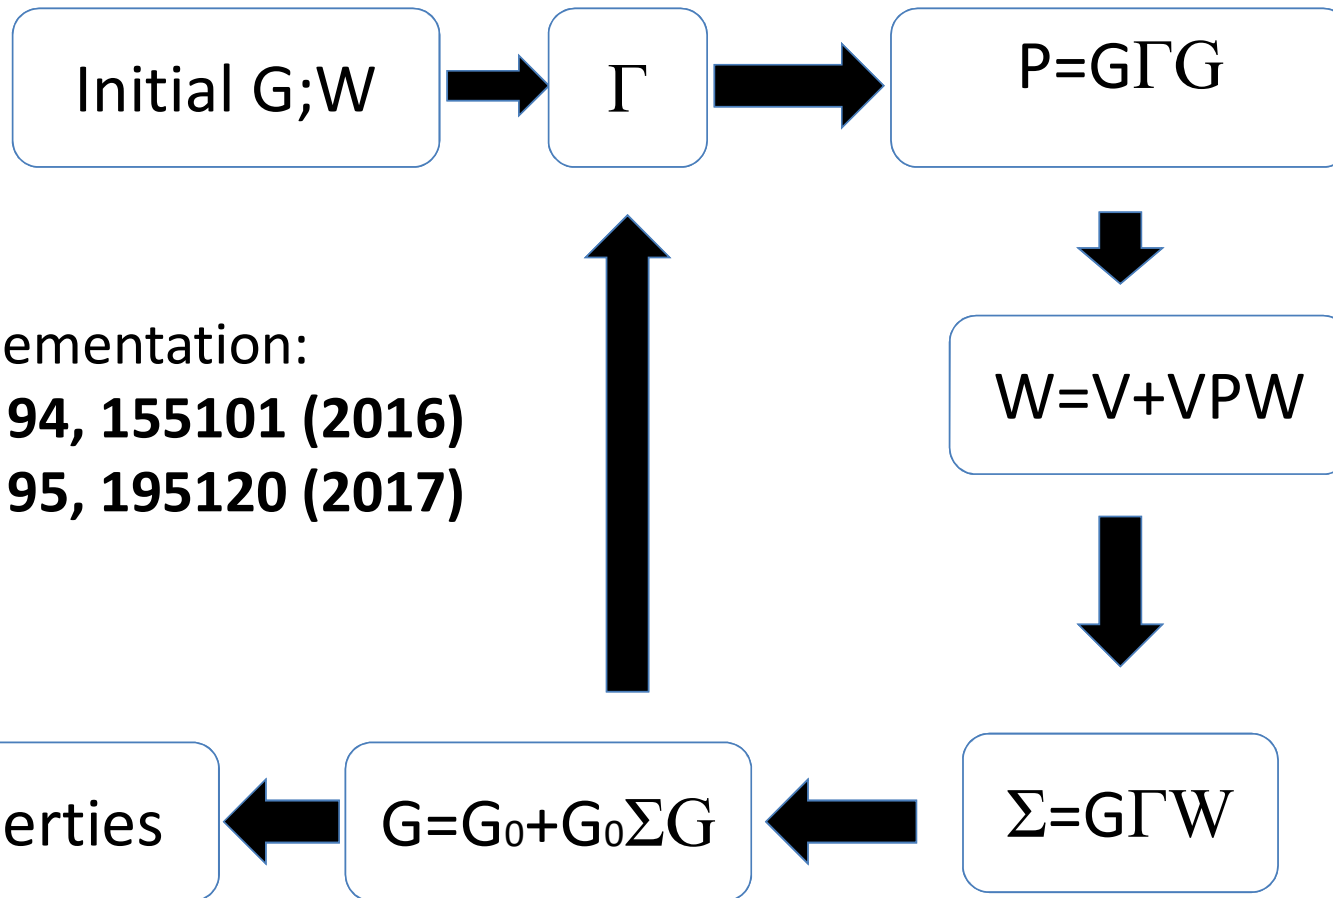 Initial G;W
Γ
P=GΓG
ementation:
94, 155101 (2016)
95, 195120 (2017)
W=V+VPW
erties
G=G₀+G₀ΣG
Σ=GΓW